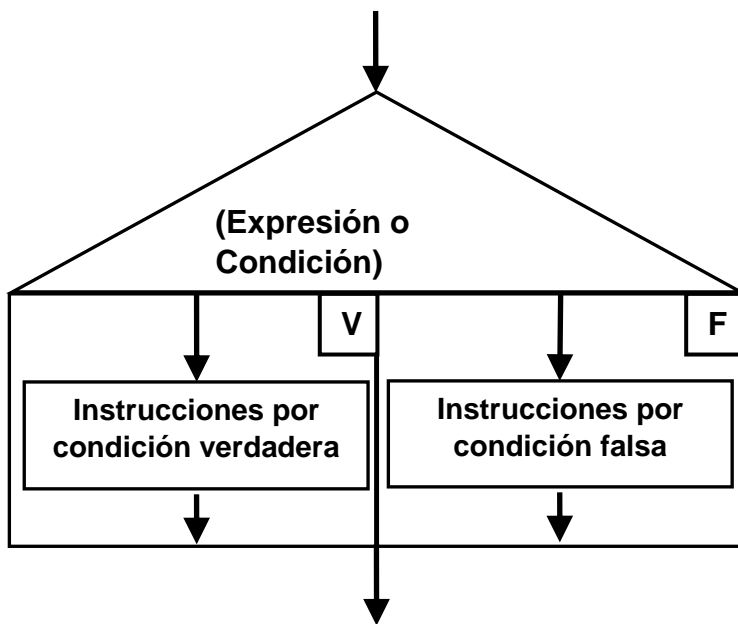 (Expresión o
Condición)
V
F
Instrucciones por
condición verdadera
Instrucciones por
condición falsa